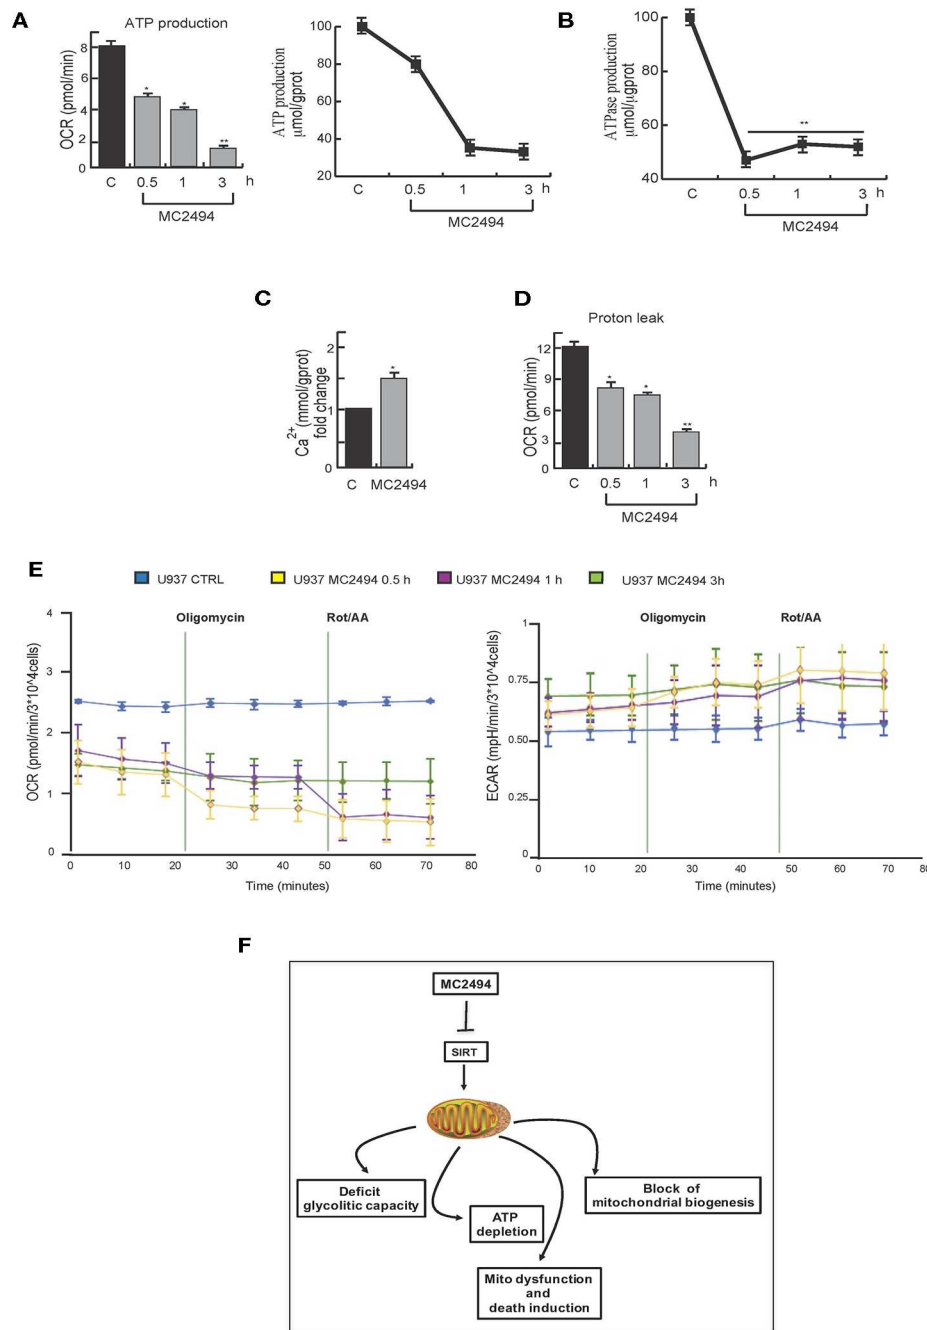 A
ATP production
OCR (pmol/min)
8
6
4
2
0
*
*
**
C 0.5 1 3 h
MC2494
ATP production
μmol/gprot
100
80
60
40
20
C 0.5 1 3 h
MC2494
B
ATPase production
μmol/μgprot
100
80
60
40
**
C 0.5 1 3 h
MC2494
C
Ca2+(mmol/gprot)
fold change
2
1
0
*
C MC2494
D
Proton leak
OCR (pmol/min)
12
9
6
3
0
*
*
**
C 0.5 1 3 h
MC2494
E
U937 CTRL U937 MC2494 0.5 h U937 MC2494 1 h U937 MC2494 3h
OCR (pmol/min/3*10^4cells)
4
3
2
1
0
Oligomycin Rot/AA
0 10 20 30 40 50 60 70 80
Time (minutes)
ECAR (mpH/min/3*10^4cells)
1
0.75
0.50
0.25
0
Oligomycin Rot/AA
0 10 20 30 40 50 60 70 80
Time (minutes)
F
MC2494
SIRT
Deficit
glycolitic capacity
ATP
depletion
Mito dysfunction
and
death induction
Block of
mitochondrial biogenesis